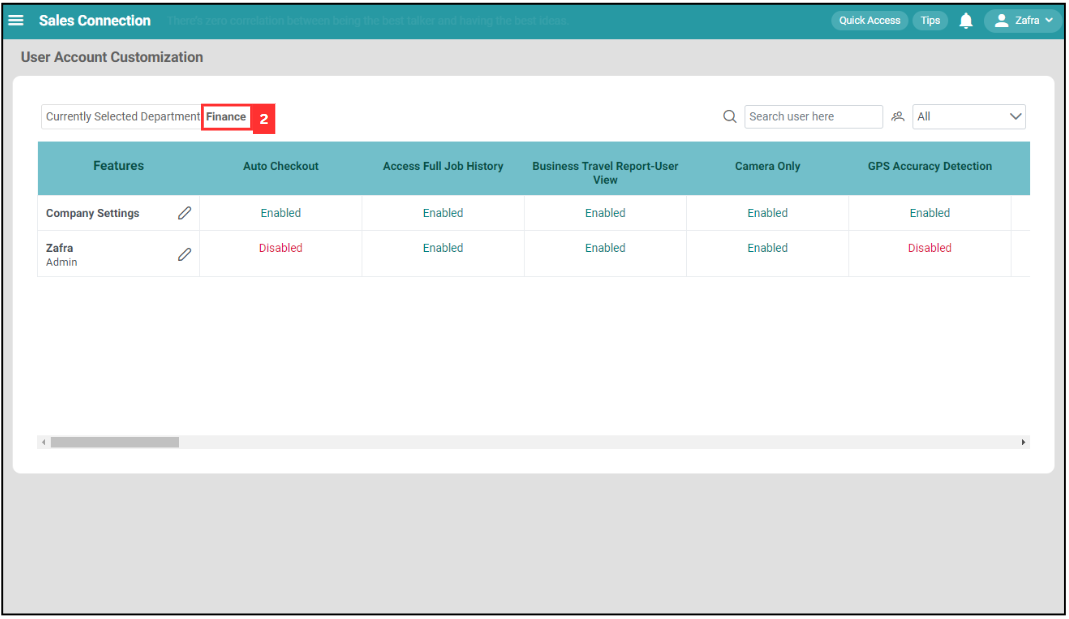 Sales Connection There's zero correlation between being the best talker and having the best ideas. Quick Access Tips Zafra
User Account Customization
Currently Selected Department Finance 2 Search user here All
Features Auto Checkout Access Full Job History Business Travel Report-User View Camera Only GPS Accuracy Detection
Company Settings Enabled Enabled Enabled Enabled Enabled
Zafra Disabled Enabled Enabled Enabled Disabled
Admin